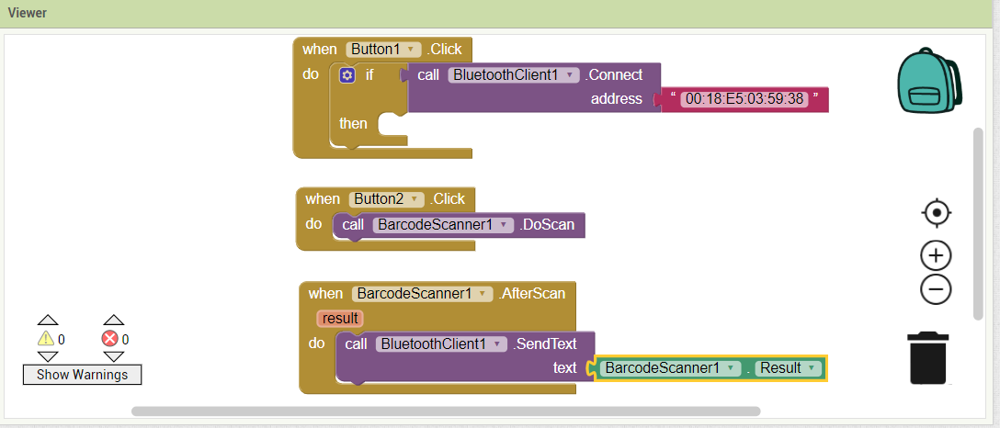 Viewer
when Button1 .Click
do if call BluetoothClient1 .Connect
address “ 00:18:E5:03:59:38 ”
then
when Button2 .Click
do call BarcodeScanner1 .DoScan
when BarcodeScanner1 .AfterScan
result
do call BluetoothClient1 .SendText
text BarcodeScanner1 . Result
0 0
Show Warnings